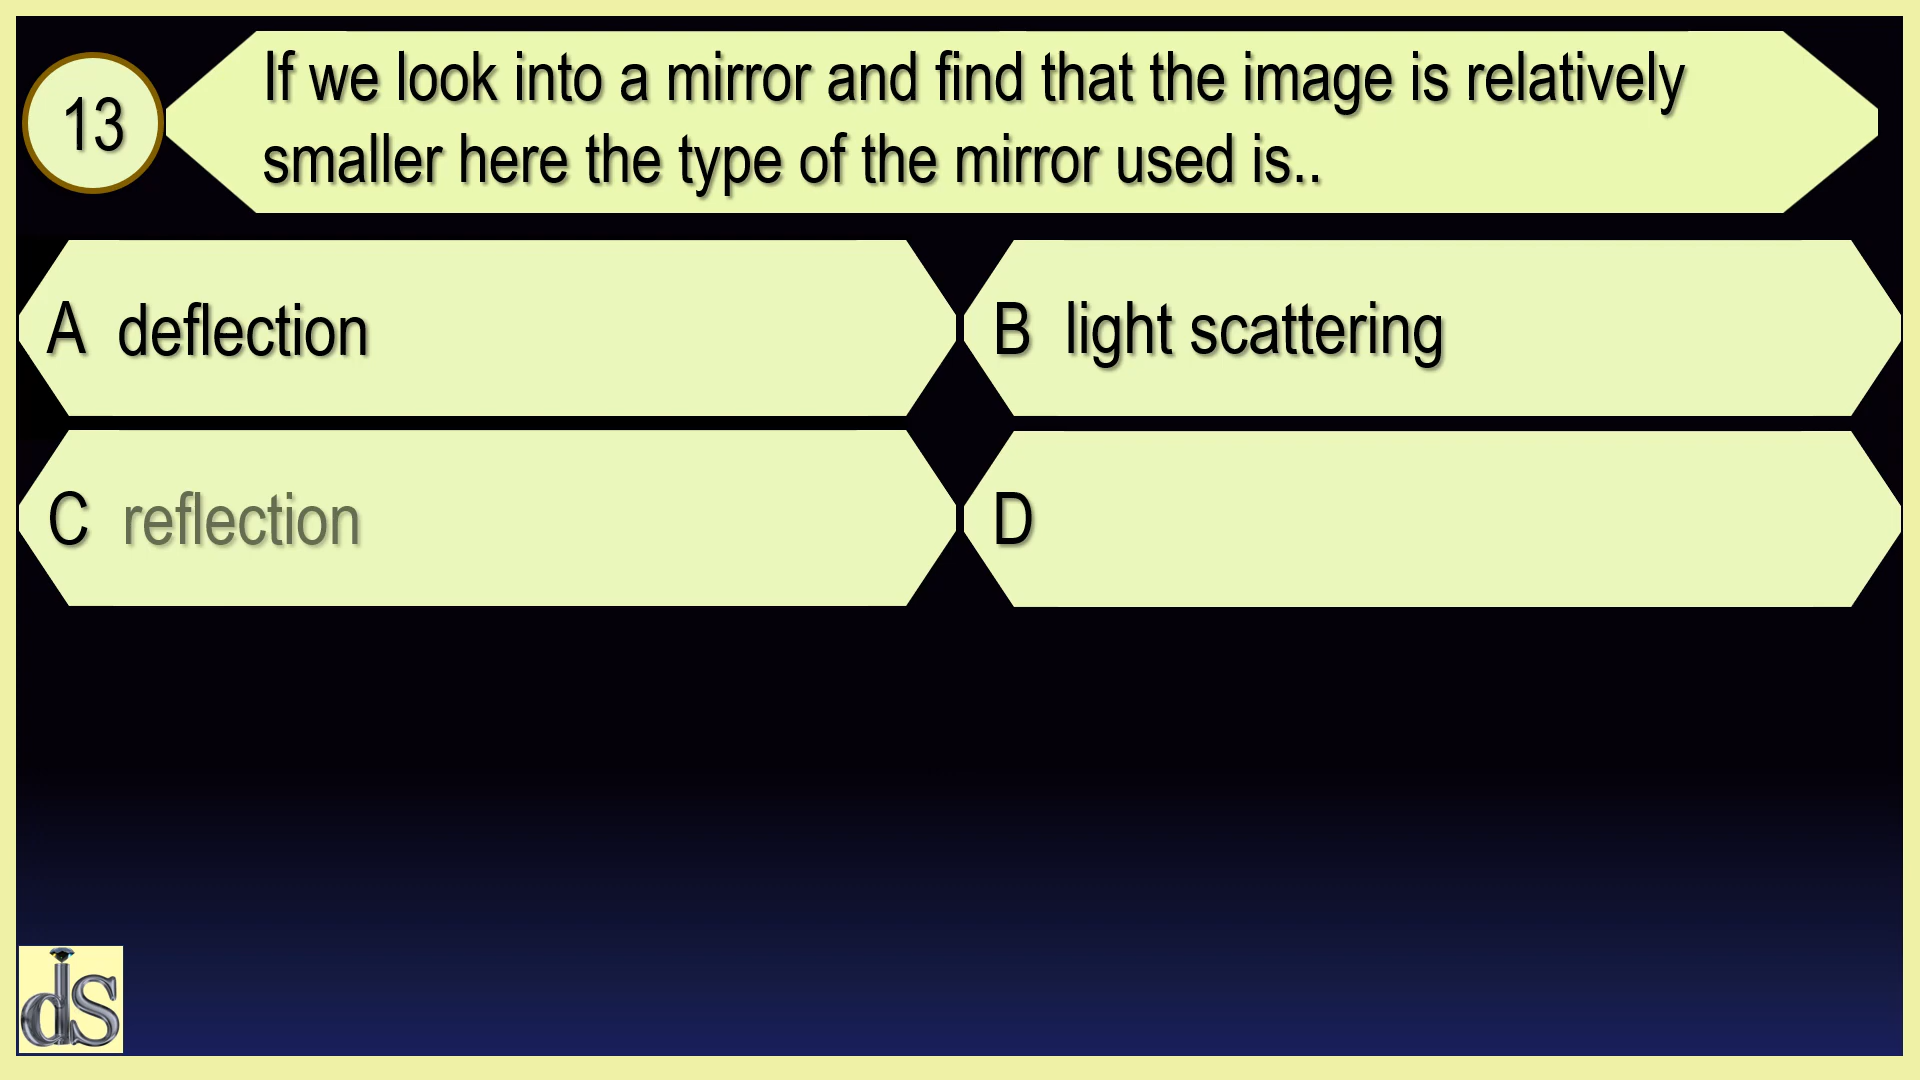 13
If we look into a mirror and find that the image is relatively
smaller here the type of the mirror used is..
A deflection
B light scattering
C reflection
D
ds